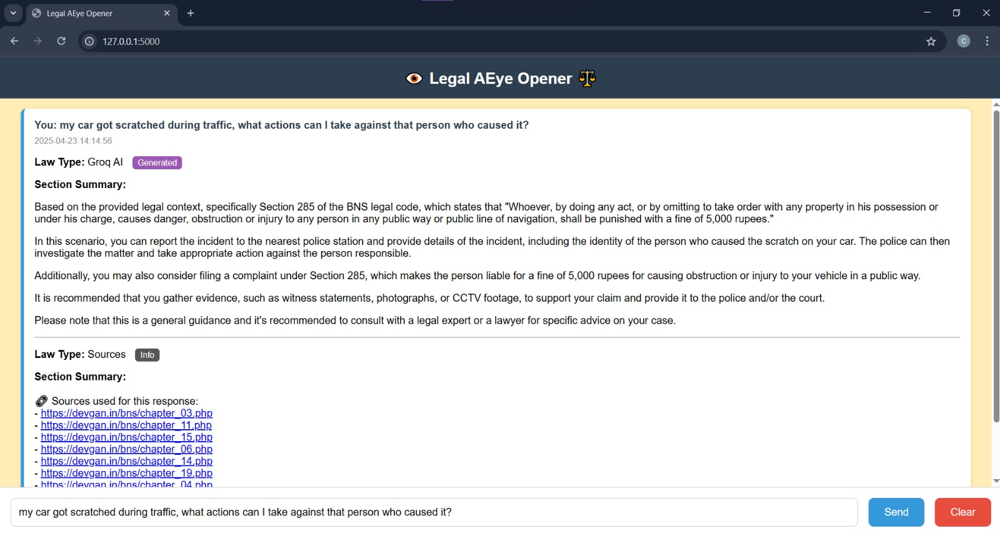 Legal AEye Opener
127.0.0.1:5000
C
Legal AEye Opener
You: my car got scratched during traffic, what actions can I take against that person who caused it?
2025-04-23 14:14:56
Law Type: Groq AI Generated
Section Summary:
Based on the provided legal context, specifically Section 285 of the BNS legal code, which states that "Whoever, by doing any act, or by omitting to take order with any property in his possession or
under his charge, causes danger, obstruction or injury to any person in any public way or public line of navigation, shall be punished with a fine of 5,000 rupees."
In this scenario, you can report the incident to the nearest police station and provide details of the incident, including the identity of the person who caused the scratch on your car. The police can then
investigate the matter and take appropriate action against the person responsible.
Additionally, you may also consider filing a complaint under Section 285, which makes the person liable for a fine of 5,000 rupees for causing obstruction or injury to your vehicle in a public way.
It is recommended that you gather evidence, such as witness statements, photographs, or CCTV footage, to support your claim and provide it to the police and/or the court.
Please note that this is a general guidance and it's recommended to consult with a legal expert or a lawyer for specific advice on your case.
Law Type: Sources Info
Section Summary:
Sources used for this response:
- https://devgan.in/bns/chapter_03.php
- https://devgan.in/bns/chapter_11.php
- https://devgan.in/bns/chapter_15.php
- https://devgan.in/bns/chapter_06.php
- https://devgan.in/bns/chapter_14.php
- https://devgan.in/bns/chapter_19.php
- https://devgan.in/bns/chapter_04.php
my car got scratched during traffic, what actions can I take against that person who caused it?
Send
Clear